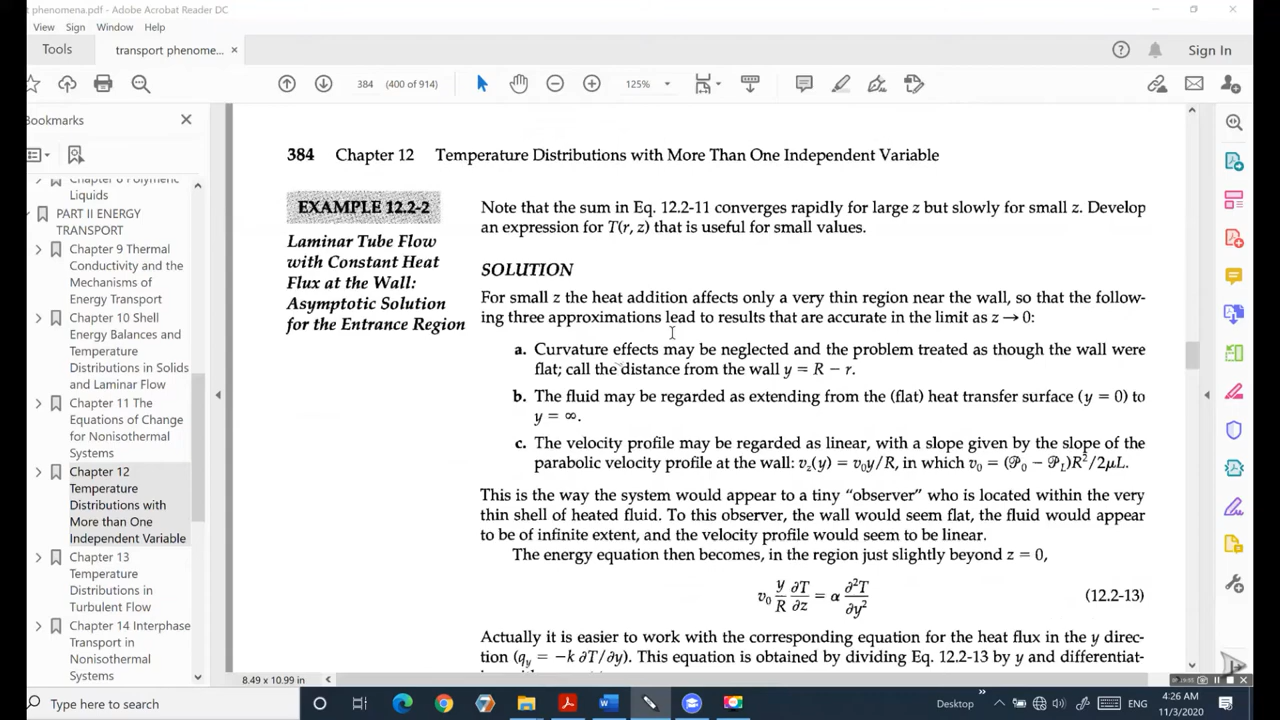 t phenomena.pdf - Adobe Acrobat Reader DC
View Sign Window Help
Tools transport phenome... × Sign In
384 (400 of 914) 125%
Bookmarks
Liquids
PART II ENERGY
TRANSPORT
Chapter 9 Thermal
Conductivity and the
Mechanisms of
Energy Transport
Chapter 10 Shell
Energy Balances and
Temperature
Distributions in Solids
and Laminar Flow
Chapter 11 The
Equations of Change
for Nonisothermal
Systems
Chapter 12
Temperature
Distributions with
More than One
Independent Variable
Chapter 13
Temperature
Distributions in
Turbulent Flow
Chapter 14 Interphase
Transport in
Nonisothermal
Systems
384 Chapter 12 Temperature Distributions with More Than One Independent Variable
EXAMPLE 12.2-2
Laminar Tube Flow
with Constant Heat
Flux at the Wall:
Asymptotic Solution
for the Entrance Region
Note that the sum in Eq. 12.2-11 converges rapidly for large z but slowly for small z. Develop
an expression for T(r, z) that is useful for small values.
SOLUTION
For small z the heat addition affects only a very thin region near the wall, so that the follow-
ing three approximations lead to results that are accurate in the limit as z → 0:
a. Curvature effects may be neglected and the problem treated as though the wall were
flat; call the distance from the wall y = R − r.
b. The fluid may be regarded as extending from the (flat) heat transfer surface (y = 0) to
y = ∞.
c. The velocity profile may be regarded as linear, with a slope given by the slope of the
parabolic velocity profile at the wall: v_z(y) = v₀y/R, in which v₀ = (𝒫₀ − 𝒫_L)R²/2μL.
This is the way the system would appear to a tiny "observer" who is located within the very
thin shell of heated fluid. To this observer, the wall would seem flat, the fluid would appear
to be of infinite extent, and the velocity profile would seem to be linear.
The energy equation then becomes, in the region just slightly beyond z = 0,
v₀ y/R ∂T/∂z = α ∂²T/∂y² (12.2-13)
Actually it is easier to work with the corresponding equation for the heat flux in the y direc-
tion (q_y = −k ∂T/∂y). This equation is obtained by dividing Eq. 12.2-13 by y and differentiat-
8.49 x 10.99 in
Type here to search
Desktop » ENG
4:26 AM
11/3/2020